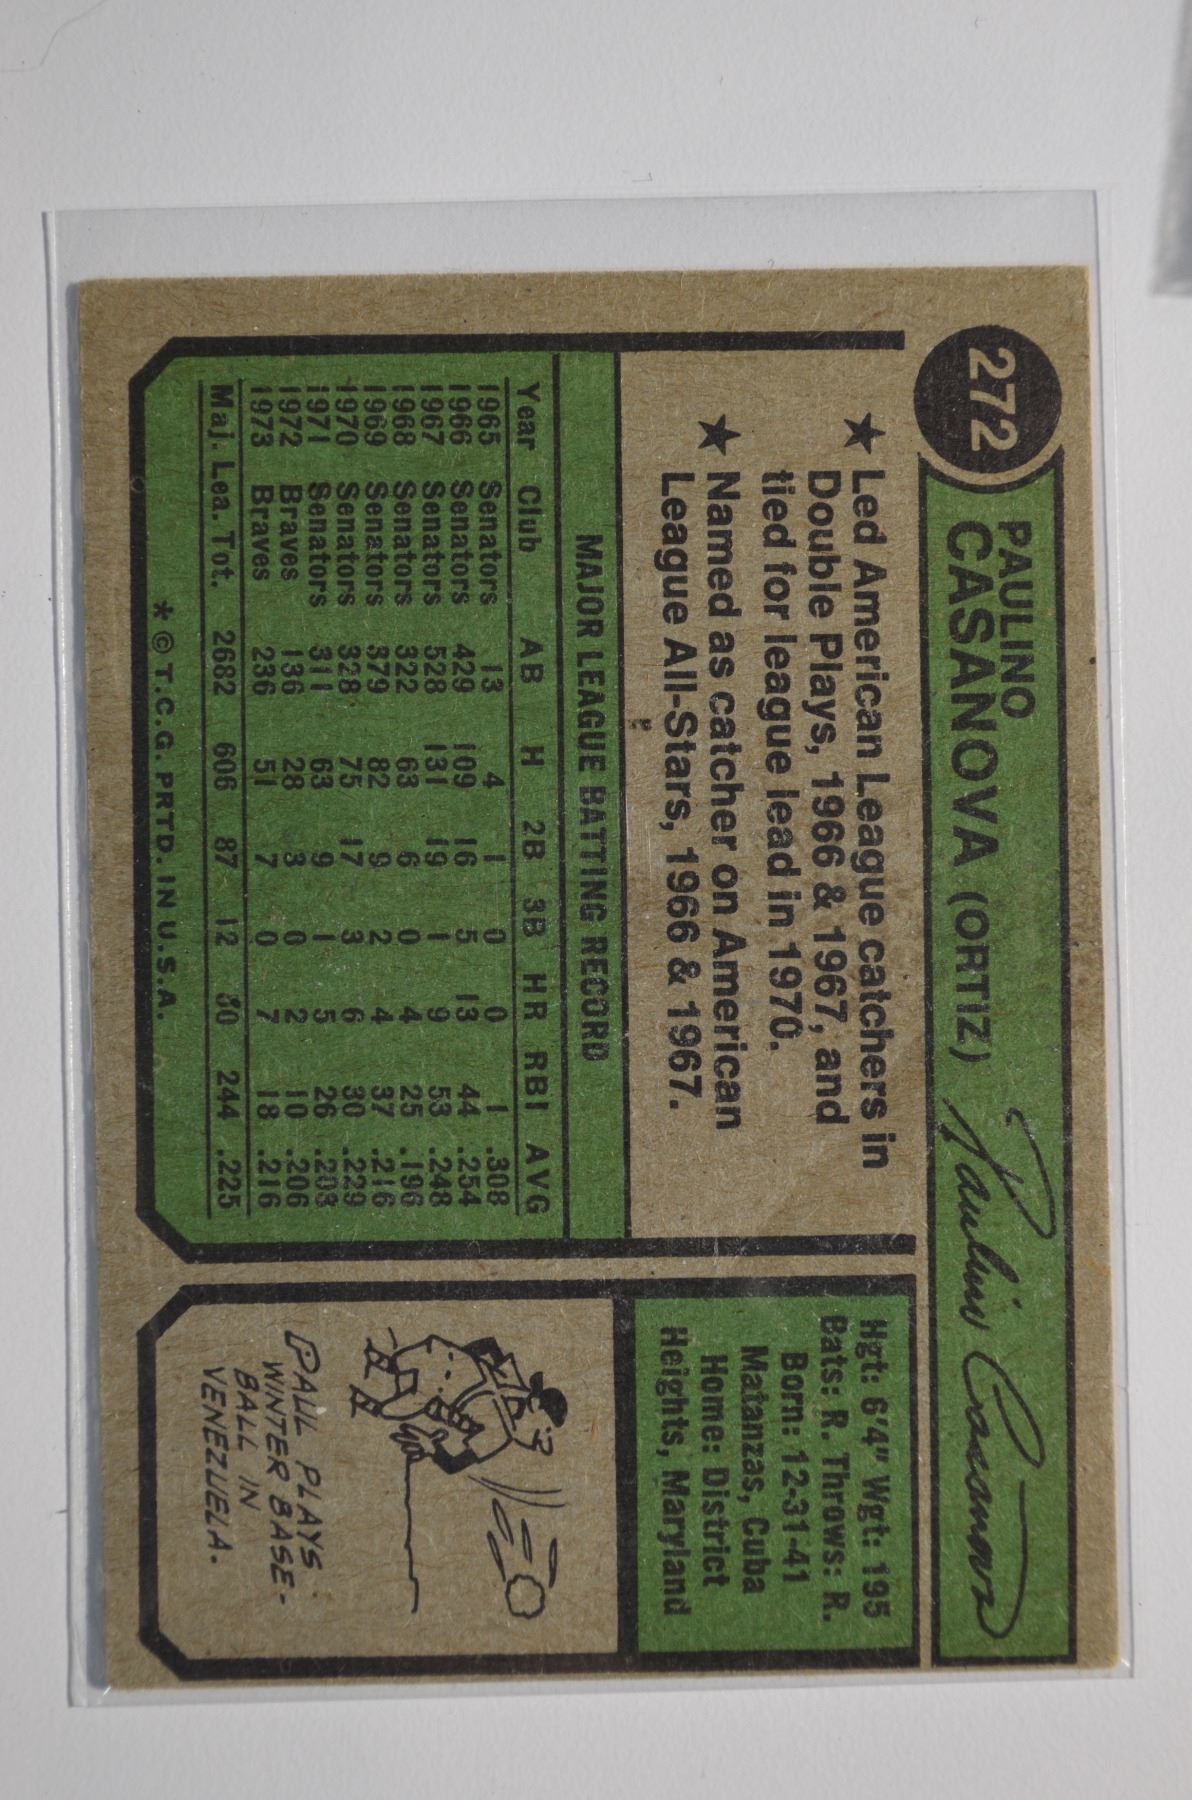 272
PAULINO
CASANOVA (ORTIZ) Paulino Casanova
★ Led American League catchers in
Double Plays, 1966 & 1967, and
tied for league lead in 1970.
★ Named as catcher on American
League All-Stars, 1966 & 1967.
MAJOR LEAGUE BATTING RECORD
Year Club AB H 2B 3B HR RBI AVG
1965 Senators 13 4 1 0 0 1 .308
1966 Senators 429 109 16 5 13 44 .254
1967 Senators 528 131 19 1 9 53 .248
1968 Senators 322 63 6 0 4 25 .196
1969 Senators 379 82 9 2 4 37 .216
1970 Senators 328 75 17 3 6 30 .229
1971 Senators 311 63 9 1 5 26 .203
1972 Braves 136 28 3 0 2 10 .206
1973 Braves 236 51 7 0 7 18 .216
Maj. Lea. Tot. 2682 606 87 12 50 244 .225
* © T.C.G. PRTD. IN U.S.A.
Hgt: 6'4" Wgt: 195
Bats: R. Throws: R.
Born: 12-31-41
Matanzas, Cuba
Home: District
Heights, Maryland
PAUL PLAYS
WINTER BASE-
BALL IN
VENEZUELA.